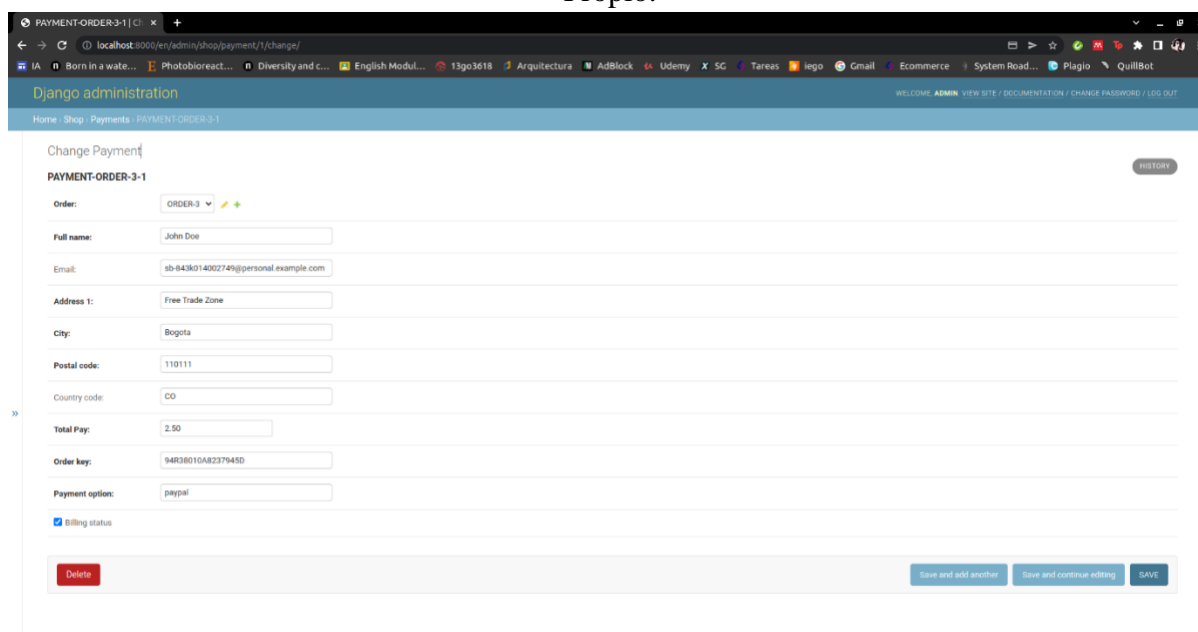 Propio.
PAYMENT-ORDER-3-1 | Ch
localhost:8000/en/admin/shop/payment/1/change/
IA Born in a wate... Photobioreact... Diversity and c... English Modul... 13go3618 Arquitectura AdBlock Udemy SG Tareas lego Gmail Ecommerce System Road... Plagio QuillBot
Django administration
WELCOME, ADMIN. VIEW SITE / DOCUMENTATION / CHANGE PASSWORD / LOG OUT
Home › Shop › Payments › PAYMENT-ORDER-3-1
Change Payment
HISTORY
PAYMENT-ORDER-3-1
Order: ORDER-3
Full name: John Doe
Email: sb-843k014002749@personal.example.com
Address 1: Free Trade Zone
City: Bogota
Postal code: 110111
Country code: CO
»
Total Pay: 2.50
Order key: 94R38010A8237945D
Payment option: paypal
Billing status
Delete Save and add another Save and continue editing SAVE